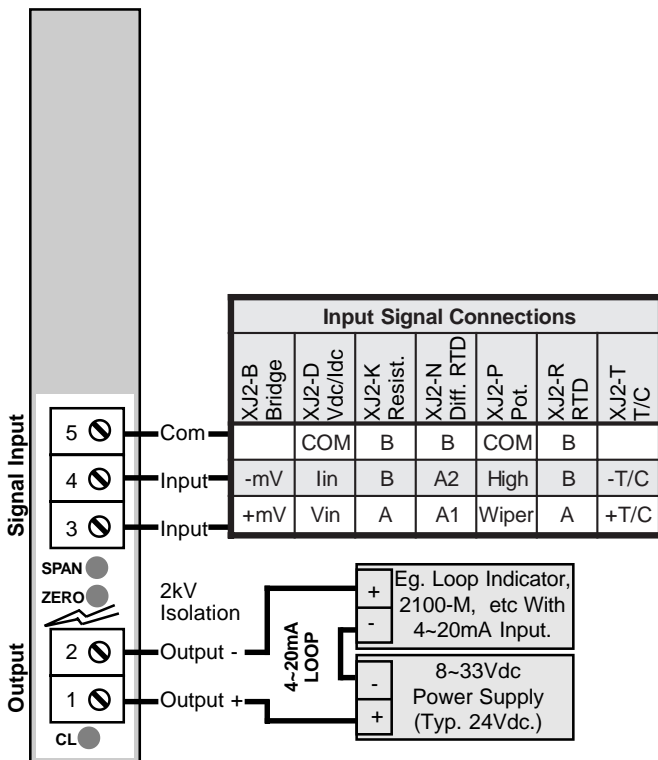 Input Signal Connections
XJ2-B Bridge
XJ2-D Vdc/Idc
XJ2-K Resist.
XJ2-N Diff. RTD
XJ2-P Pot.
XJ2-R RTD
XJ2-T T/C
Signal Input
5 Com COM B B COM B
4 Input -mV Iin B A2 High B -T/C
3 Input +mV Vin A A1 Wiper A +T/C
SPAN
ZERO
2kV
Isolation
Output
2 Output -
1 Output +
CL
4~20mA
LOOP
+
-
Eg. Loop Indicator,
2100-M, etc With
4~20mA Input.
-
+
8~33Vdc
Power Supply
(Typ. 24Vdc.)